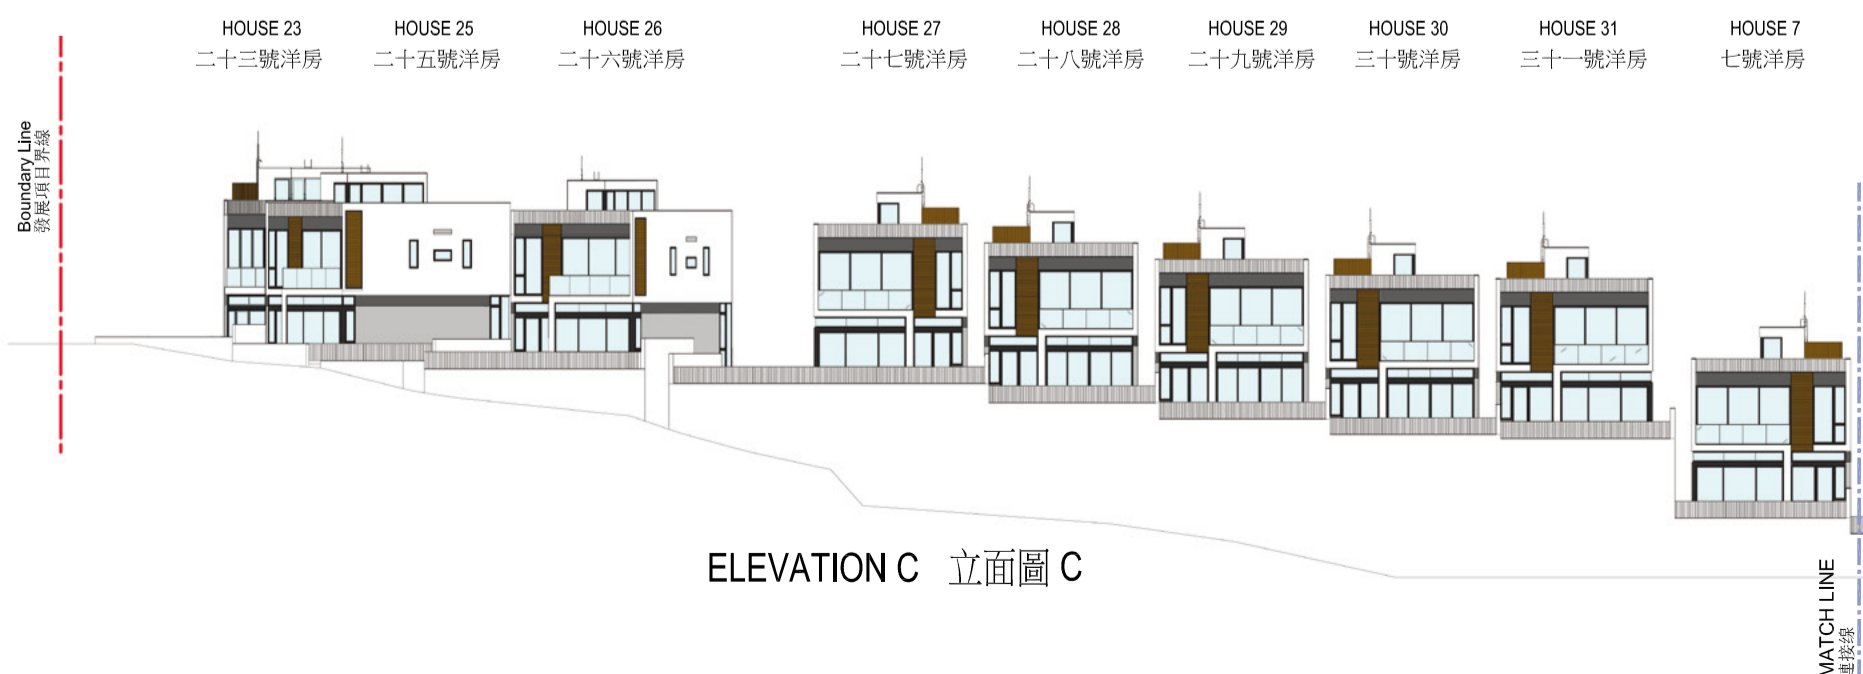 HOUSE 23
二十三號洋房
HOUSE 25
二十五號洋房
HOUSE 26
二十六號洋房
HOUSE 27
二十七號洋房
HOUSE 28
二十八號洋房
HOUSE 29
二十九號洋房
HOUSE 30
三十號洋房
HOUSE 31
三十一號洋房
HOUSE 7
七號洋房
Boundary Line
發展項目界線
ELEVATION C 立面圖 C
MATCH LINE
連接线